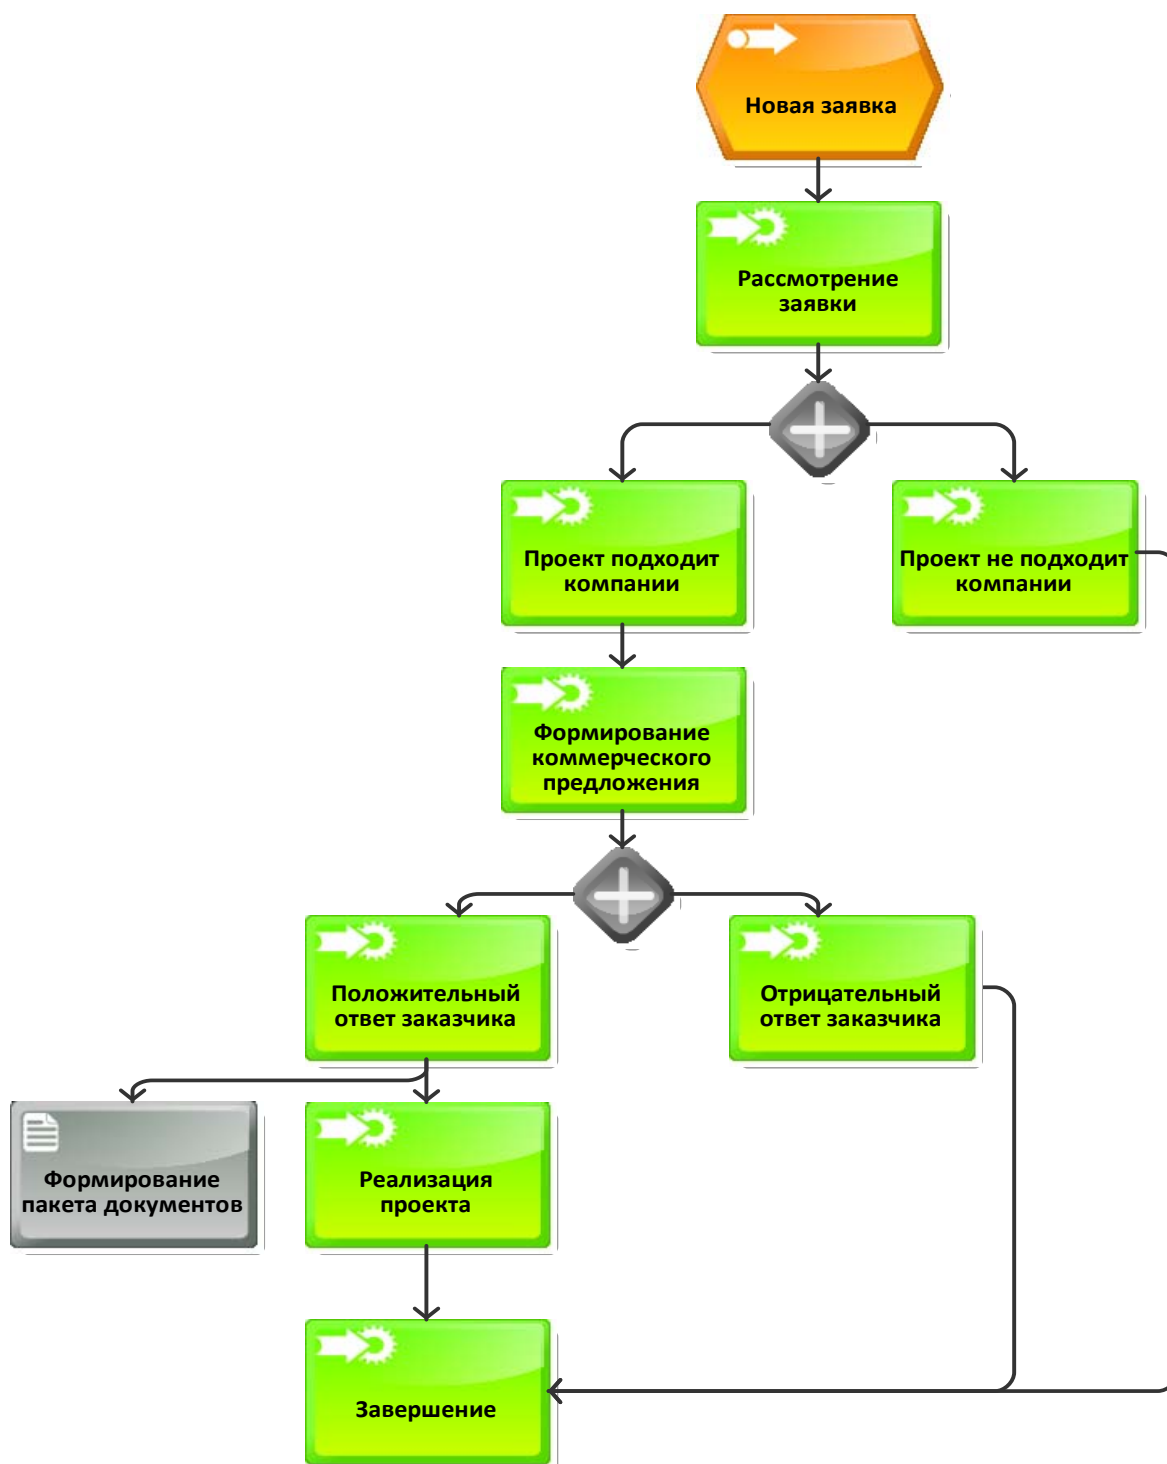 Новая заявка
Рассмотрение
заявки
Проект подходит
компании
Проект не подходит
компании
Формирование
коммерческого
предложения
Положительный
ответ заказчика
Отрицательный
ответ заказчика
Формирование
пакета документов
Реализация
проекта
Завершение